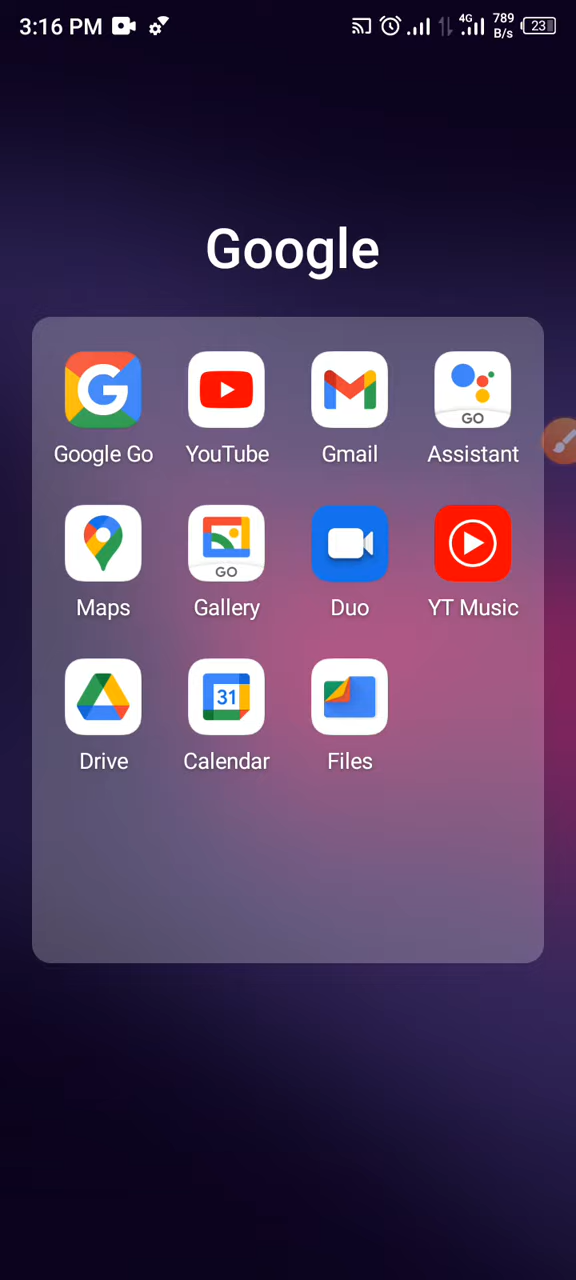 3:16 PM 4G 789 B/s 23
Google
GO
Google Go YouTube Gmail Assistant
GO
Maps Gallery Duo YT Music
31
Drive Calendar Files